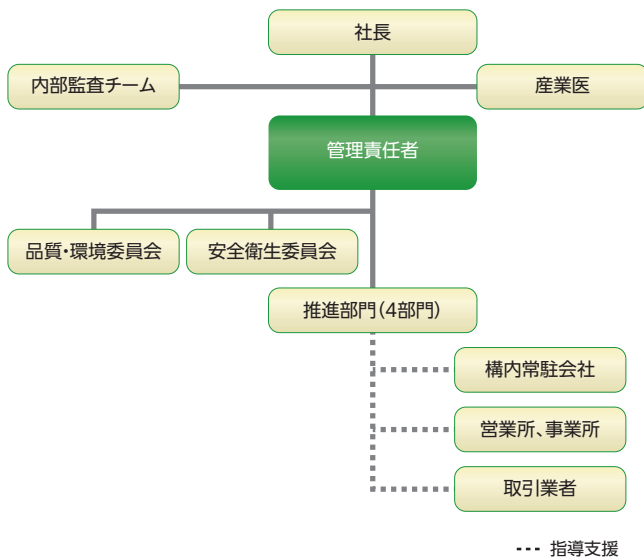 社長
内部監査チーム
産業医
管理責任者
品質・環境委員会
安全衛生委員会
推進部門(4部門)
構内常駐会社
営業所、事業所
取引業者
指導支援